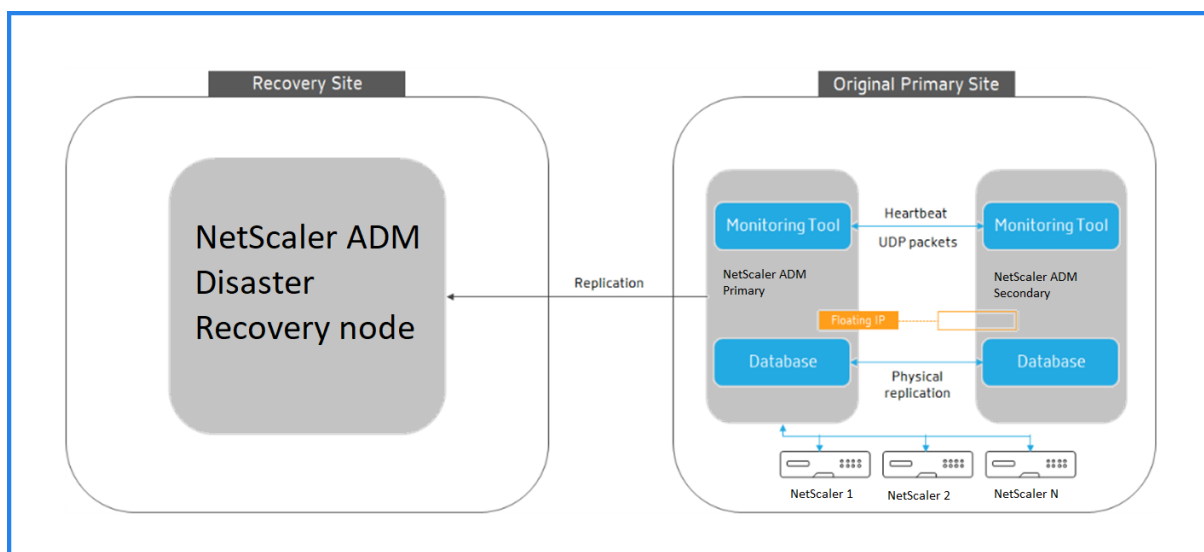 Recovery Site
NetScaler ADM
Disaster
Recovery node
Replication
Original Primary Site
Monitoring Tool
Heartbeat
UDP packets
Monitoring Tool
NetScaler ADM
Primary
NetScaler ADM
Secondary
Floating IP
Database
Physical
replication
Database
NetScaler 1
NetScaler 2
NetScaler N